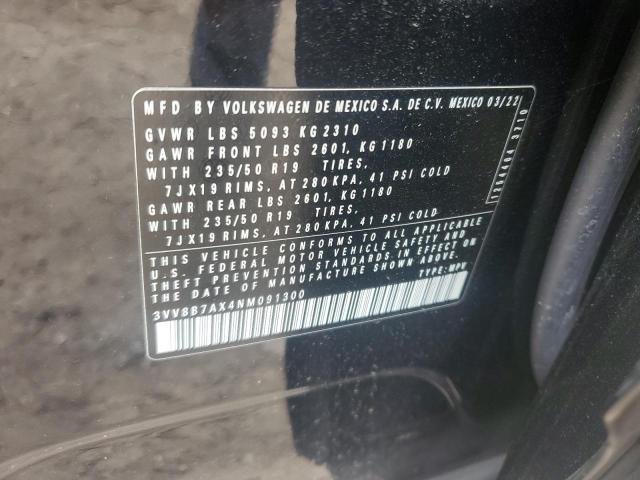 MFD BY VOLKSWAGEN DE MEXICO S.A. DE C.V. MEXICO 03/22
GVWR LBS 5093 KG 2310
GAWR FRONT LBS 2601, KG 1180
WITH 235/50 R19 TIRES,
7JX19 RIMS, AT 280 KPA, 41 PSI COLD
GAWR REAR LBS 2601, KG 1180
WITH 235/50 R19 TIRES,
7JX19 RIMS, AT 280 KPA, 41 PSI COLD
THIS VEHICLE CONFORMS TO ALL APPLICABLE
U.S. FEDERAL MOTOR VEHICLE SAFETY AND
THEFT PREVENTION STANDARDS IN EFFECT ON
THE DATE OF MANUFACTURE SHOWN ABOVE.
3VV8B7AX4NM091300 TYPE: MPV
3710